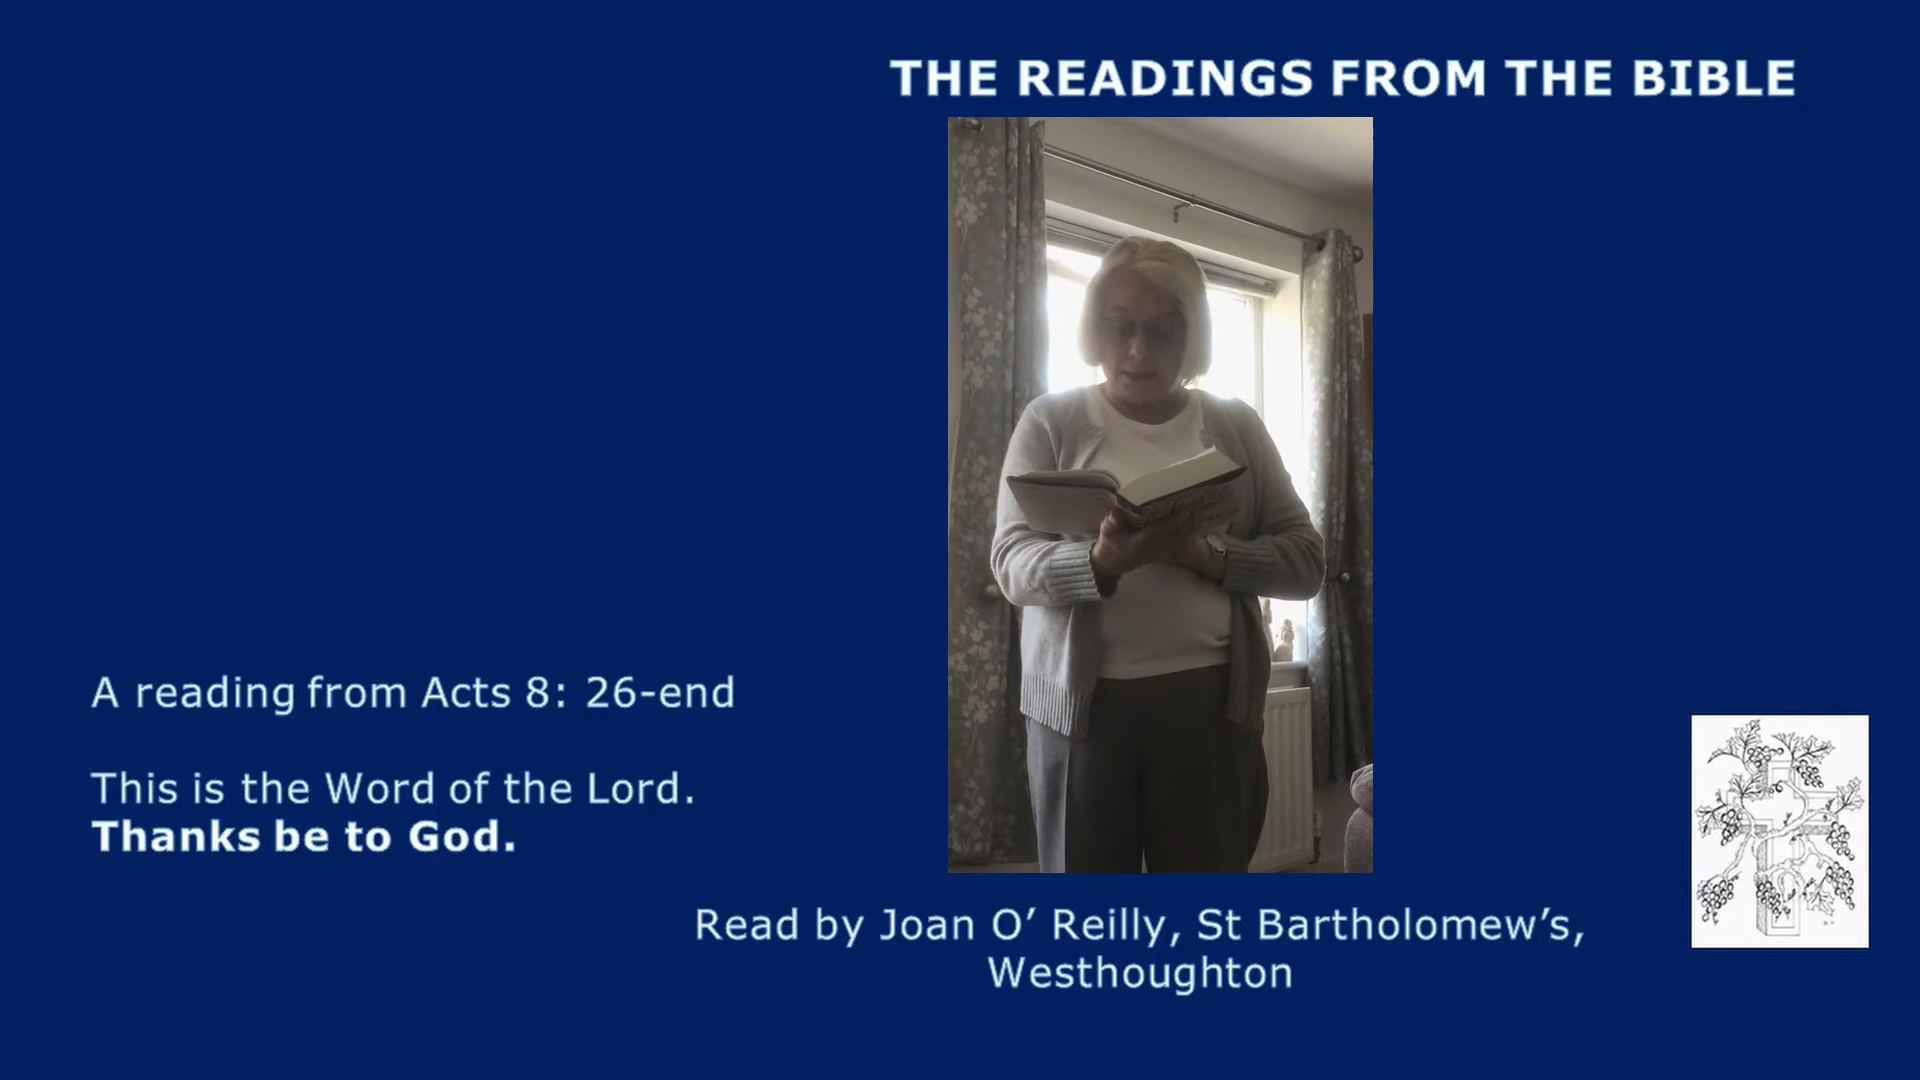 THE READINGS FROM THE BIBLE
A reading from Acts 8: 26-end
This is the Word of the Lord.
Thanks be to God.
Read by Joan O’ Reilly, St Bartholomew’s,
Westhoughton